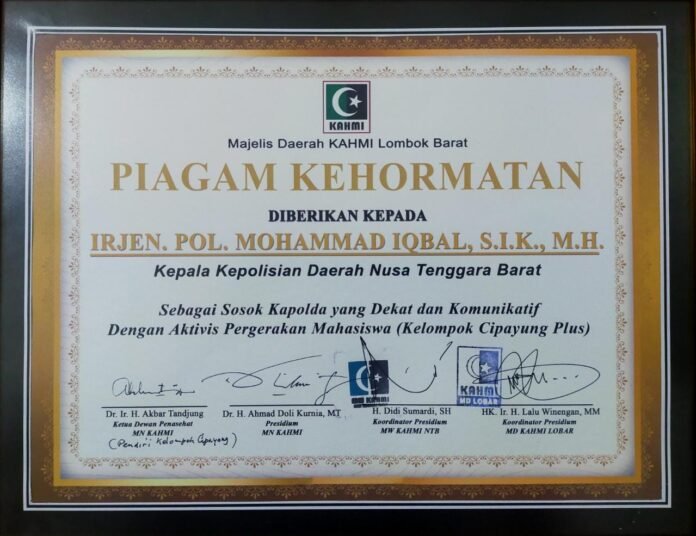 KAHMI
Majelis Daerah KAHMI Lombok Barat
PIAGAM KEHORMATAN
DIBERIKAN KEPADA
IRJEN. POL. MOHAMMAD IQBAL, S.I.K., M.H.
Kepala Kepolisian Daerah Nusa Tenggara Barat
Sebagai Sosok Kapolda yang Dekat dan Komunikatif
Dengan Aktivis Pergerakan Mahasiswa (Kelompok Cipayung Plus)
KAHMI
MD LOBAR
Dr. Ir. H. Akbar Tandjung
Ketua Dewan Penasehat
MN KAHMI
(Pendiri Kelompok Cipayung)
Dr. H. Ahmad Doli Kurnia, MT
Presidium
MN KAHMI
H. Didi Sumardi, SH
Koordinator Presidium
MW KAHMI NTB
HK. Ir. H. Lalu Winengan, MM
Koordinator Presidium
MD KAHMI LOBAR